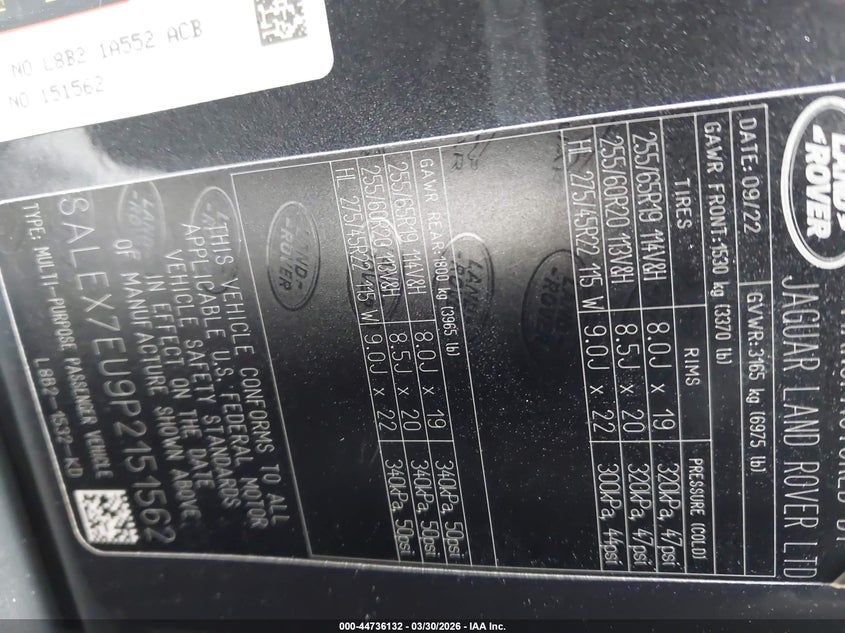 NO L8B2 1A552 ACB
NO 151562
LAND
ROVER
MANUFACTURED BY
JAGUAR LAND ROVER LTD
DATE: 09/22
GVWR:3165 kg (6975 lb)
GAWR FRONT:1530 kg (3370 lb)
TIRES RIMS PRESSURE (COLD)
255/65R19 114V&H 8.0J x 19 320kPa, 47psi
255/60R20 113V&H 8.5J x 20 320kPa, 47psi
HL 275/45R22 115 W 9.0J x 22 300kPa, 44psi
GAWR REAR:1800 kg (3965 lb)
255/65R19 114V&H 8.0J x 19 340kPa, 50psi
255/60R20 113V&H 8.5J x 20 340kPa, 50psi
HL 275/45R22 115 W 9.0J x 22 340kPa, 50psi
THIS VEHICLE CONFORMS TO ALL
APPLICABLE U.S. FEDERAL MOTOR
VEHICLE SAFETY STANDARDS
IN EFFECT ON THE DATE
OF MANUFACTURE SHOWN ABOVE.
SALEX7EU9P2151562
TYPE: MULTI-PURPOSE PASSENGER VEHICLE
L8B2-1532-KD
000-44736132 — 03/30/2026 — IAA Inc.